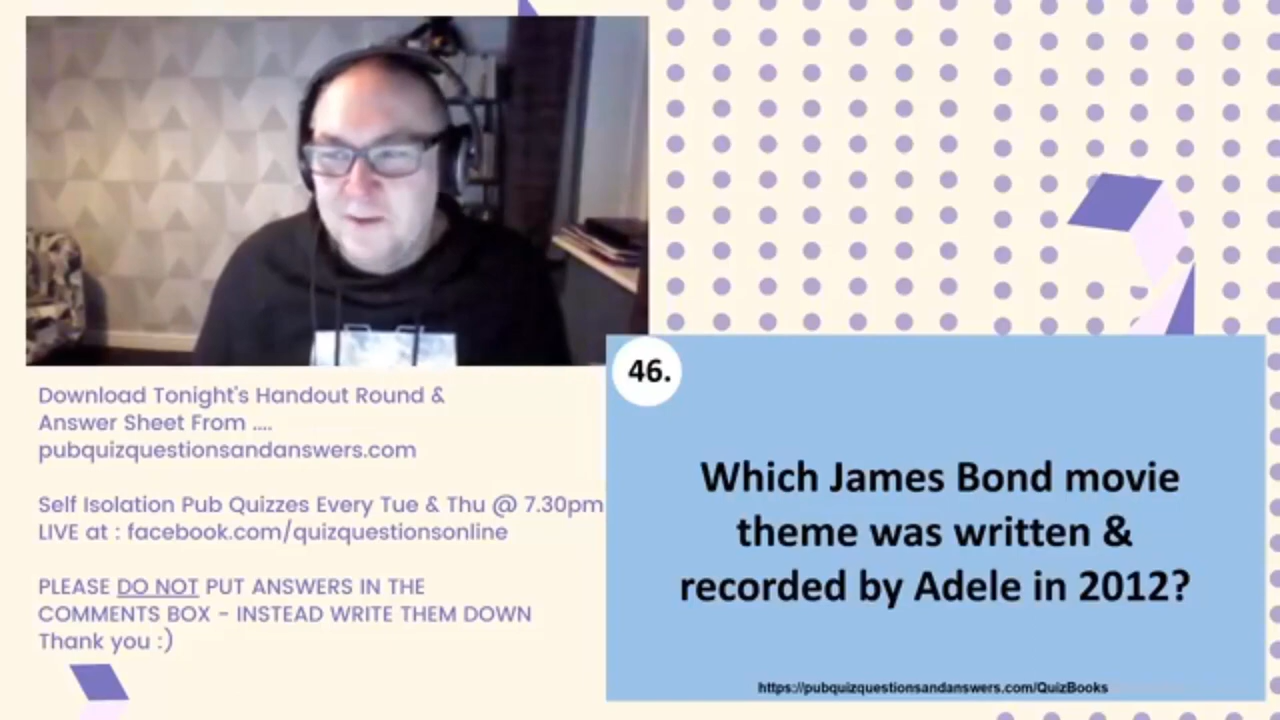 Download Tonight's Handout Round &
Answer Sheet From ....
pubquizquestionsandanswers.com
Self Isolation Pub Quizzes Every Tue & Thu @ 7.30pm
LIVE at : facebook.com/quizquestionsonline
PLEASE DO NOT PUT ANSWERS IN THE
COMMENTS BOX - INSTEAD WRITE THEM DOWN
Thank you :)
46.
Which James Bond movie
theme was written &
recorded by Adele in 2012?
https://pubquizquestionsandanswers.com/QuizBooks